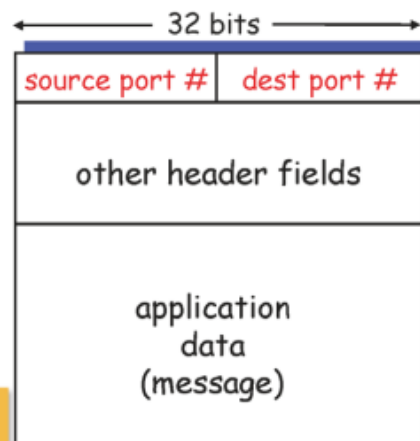 32 bits
source port # dest port #
other header fields
application
data
(message)